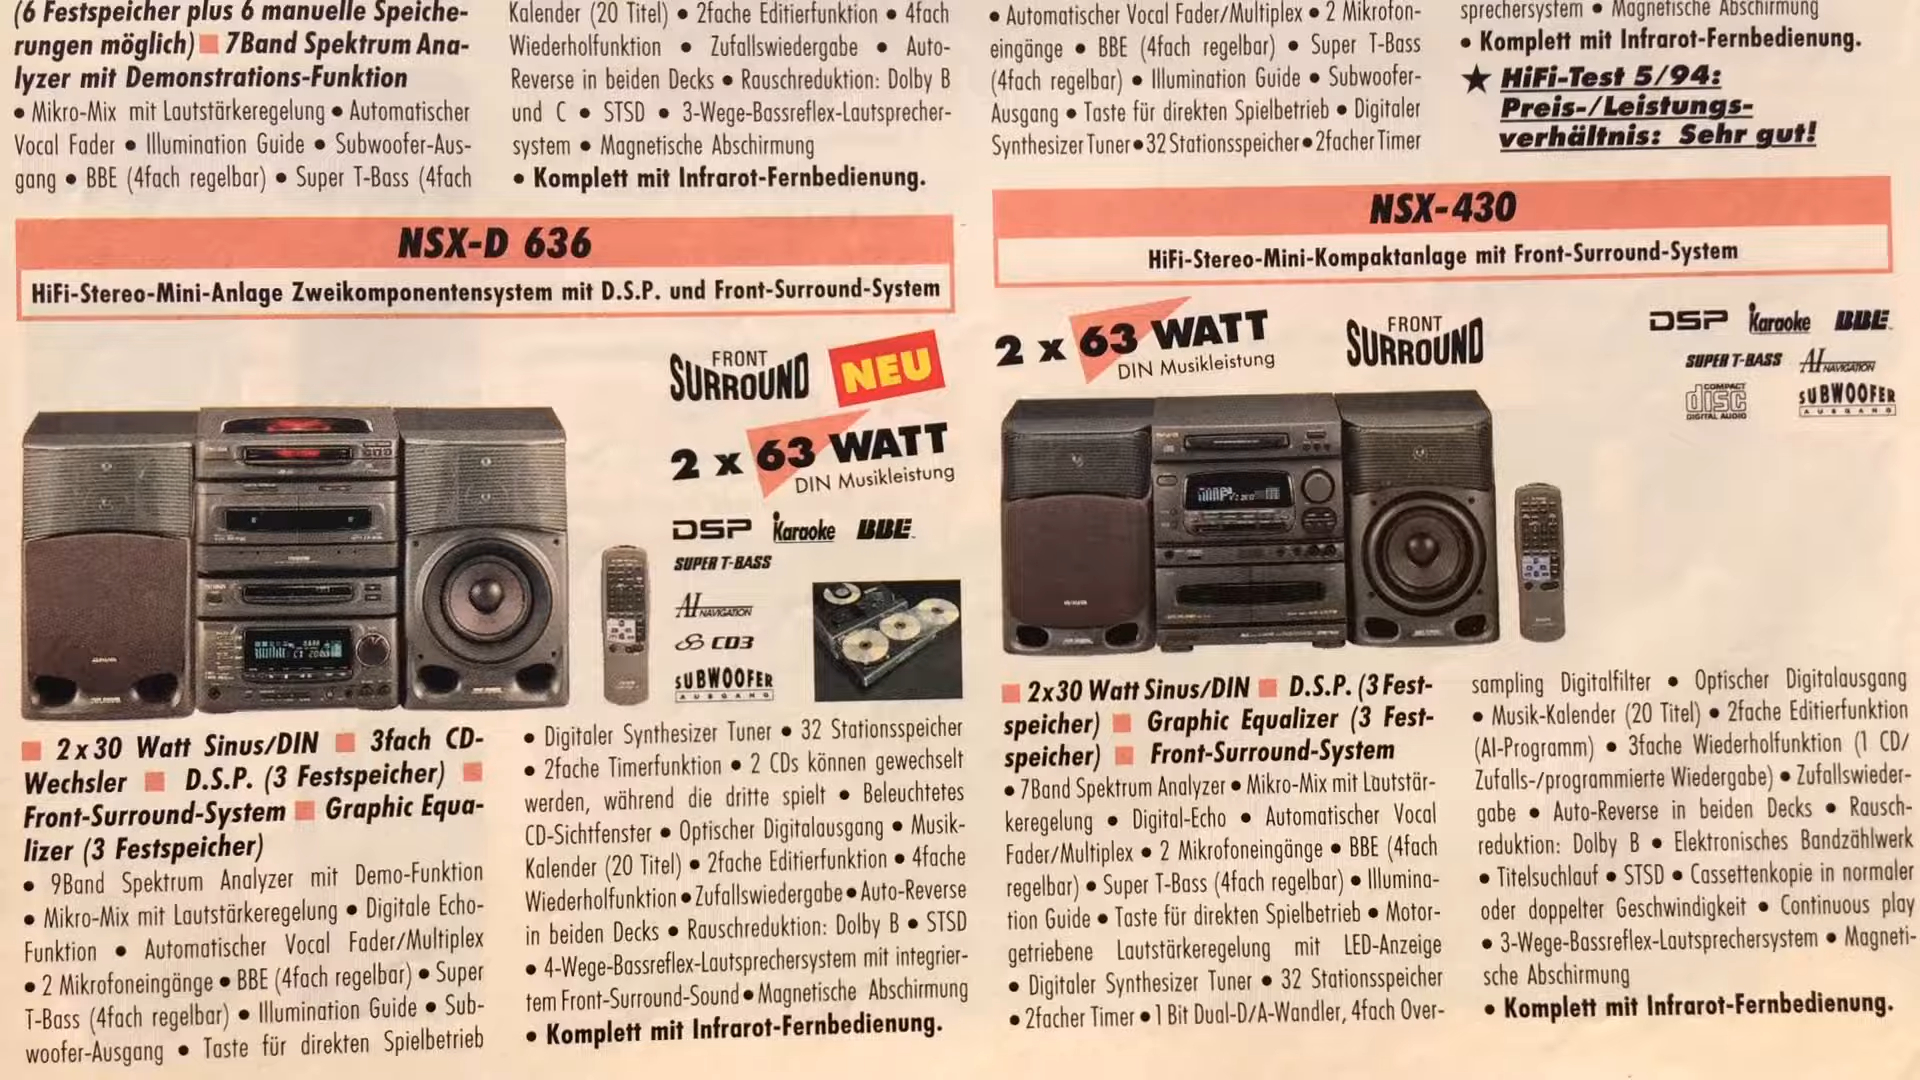 (6 Festspeicher plus 6 manuelle Speiche-
rungen möglich) ■ 7Band Spektrum Ana-
lyzer mit Demonstrations-Funktion
• Mikro-Mix mit Lautstärkeregelung • Automatischer
Vocal Fader • Illumination Guide • Subwoofer-Aus-
gang • BBE (4fach regelbar) • Super T-Bass (4fach
Kalender (20 Titel) • 2fache Editierfunktion • 4fach
Wiederholfunktion • Zufallswiedergabe • Auto-
Reverse in beiden Decks • Rauschreduktion: Dolby B
und C • STSD • 3-Wege-Bassreflex-Lautsprecher-
system • Magnetische Abschirmung
• Komplett mit Infrarot-Fernbedienung.
NSX-D 636
HiFi-Stereo-Mini-Anlage Zweikomponentensystem mit D.S.P. und Front-Surround-System
FRONT
SURROUND
NEU
2 x 63 WATT
DIN Musikleistung
DSP Karaoke BBE
SUPER T-BASS
AI NAVIGATION
CD3
SUBWOOFER
AUSGANG
■ 2x30 Watt Sinus/DIN ■ 3fach CD-
Wechsler ■ D.S.P. (3 Festspeicher) ■
Front-Surround-System ■ Graphic Equa-
lizer (3 Festspeicher)
• 9Band Spektrum Analyzer mit Demo-Funktion
• Mikro-Mix mit Lautstärkeregelung • Digitale Echo-
Funktion • Automatischer Vocal Fader/Multiplex
• 2 Mikrofoneingänge • BBE (4fach regelbar) • Super
T-Bass (4fach regelbar) • Illumination Guide • Sub-
woofer-Ausgang • Taste für direkten Spielbetrieb
• Digitaler Synthesizer Tuner • 32 Stationsspeicher
• 2fache Timerfunktion • 2 CDs können gewechselt
werden, während die dritte spielt • Beleuchtetes
CD-Sichtfenster • Optischer Digitalausgang • Musik-
Kalender (20 Titel) • 2fache Editierfunktion • 4fache
Wiederholfunktion • Zufallswiedergabe • Auto-Reverse
in beiden Decks • Rauschreduktion: Dolby B • STSD
• 4-Wege-Bassreflex-Lautsprechersystem mit integrier-
tem Front-Surround-Sound • Magnetische Abschirmung
• Komplett mit Infrarot-Fernbedienung.
• Automatischer Vocal Fader/Multiplex • 2 Mikrofon-
eingänge • BBE (4fach regelbar) • Super T-Bass
(4fach regelbar) • Illumination Guide • Subwoofer-
Ausgang • Taste für direkten Spielbetrieb • Digitaler
Synthesizer Tuner • 32 Stationsspeicher • 2facher Timer
sprechersystem • Magnetische Abschirmung
• Komplett mit Infrarot-Fernbedienung.
★ HiFi-Test 5/94:
Preis-/Leistungs-
verhältnis: Sehr gut!
NSX-430
HiFi-Stereo-Mini-Kompaktanlage mit Front-Surround-System
2 x 63 WATT
DIN Musikleistung
FRONT
SURROUND
DSP Karaoke BBE
SUPER T-BASS AI NAVIGATION
COMPACT
disc
DIGITAL AUDIO
SUBWOOFER
AUSGANG
■ 2x30 Watt Sinus/DIN ■ D.S.P. (3 Fest-
speicher) ■ Graphic Equalizer (3 Fest-
speicher) ■ Front-Surround-System
• 7Band Spektrum Analyzer • Mikro-Mix mit Lautstär-
keregelung • Digital-Echo • Automatischer Vocal
Fader/Multiplex • 2 Mikrofoneingänge • BBE (4fach
regelbar) • Super T-Bass (4fach regelbar) • Illumina-
tion Guide • Taste für direkten Spielbetrieb • Motor-
getriebene Lautstärkeregelung mit LED-Anzeige
• Digitaler Synthesizer Tuner • 32 Stationsspeicher
• 2facher Timer • 1 Bit Dual-D/A-Wandler, 4fach Over-
sampling Digitalfilter • Optischer Digitalausgang
• Musik-Kalender (20 Titel) • 2fache Editierfunktion
(AI-Programm) • 3fache Wiederholfunktion (1 CD/
Zufalls-/programmierte Wiedergabe) • Zufallswieder-
gabe • Auto-Reverse in beiden Decks • Rausch-
reduktion: Dolby B • Elektronisches Bandzählwerk
• Titelsuchlauf • STSD • Cassettenkopie in normaler
oder doppelter Geschwindigkeit • Continuous play
• 3-Wege-Bassreflex-Lautsprechersystem • Magneti-
sche Abschirmung
• Komplett mit Infrarot-Fernbedienung.